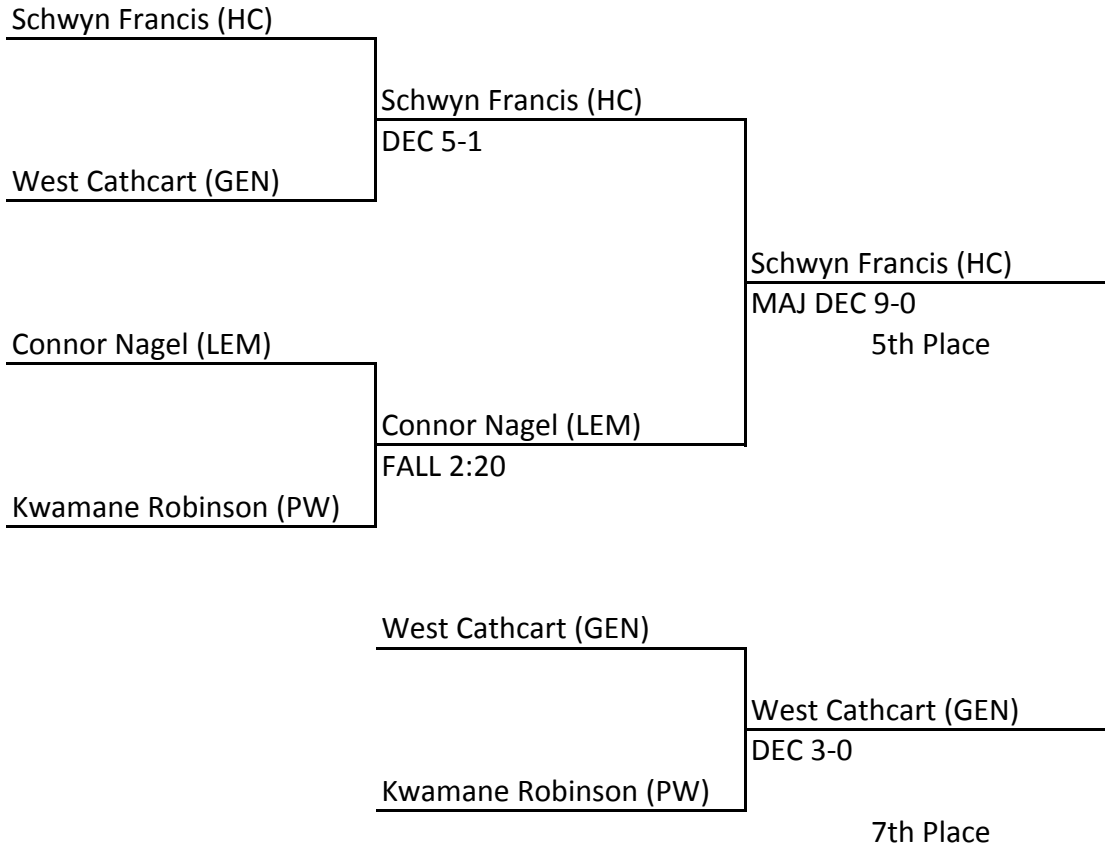 Schwyn Francis (HC)
Schwyn Francis (HC)
DEC 5-1
West Cathcart (GEN)
Schwyn Francis (HC)
MAJ DEC 9-0
Connor Nagel (LEM)
5th Place
Connor Nagel (LEM)
FALL 2:20
Kwamane Robinson (PW)
West Cathcart (GEN)
West Cathcart (GEN)
DEC 3-0
Kwamane Robinson (PW)
7th Place